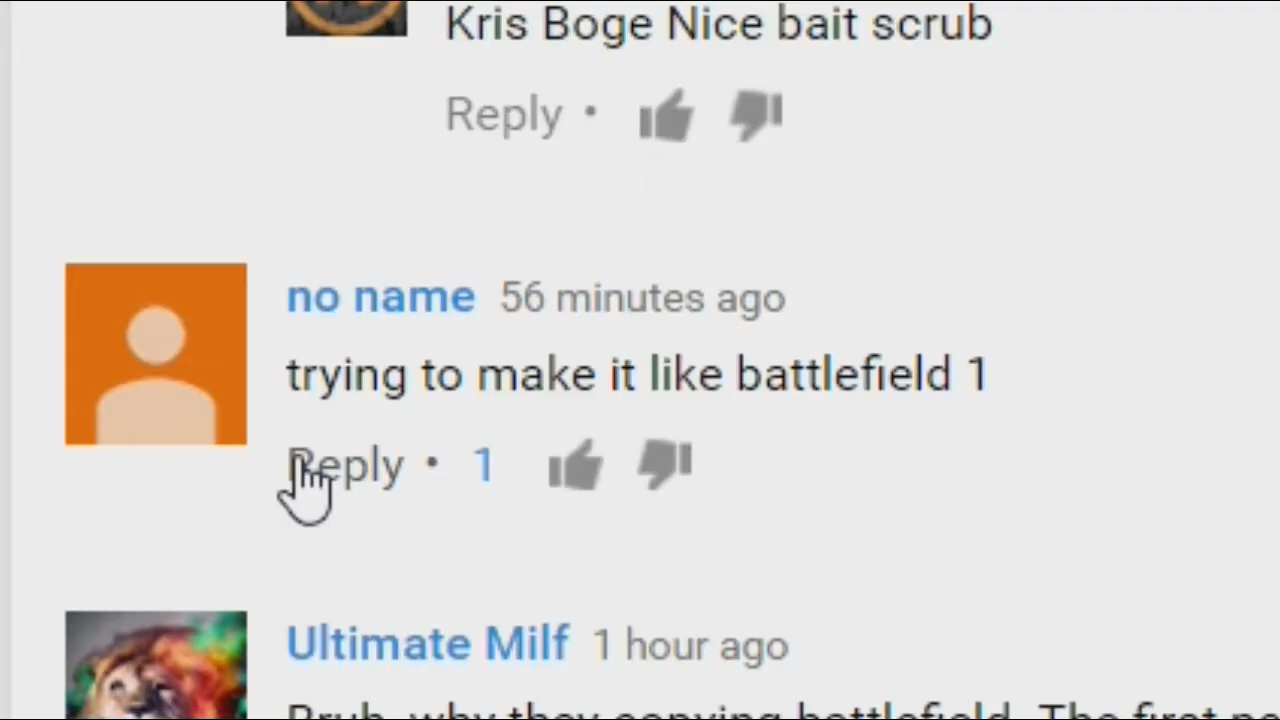 Kris Boge Nice bait scrub
Reply •
no name 56 minutes ago
trying to make it like battlefield 1
Reply • 1
Ultimate Milf 1 hour ago
Bruh, why they copying battlefield. The first